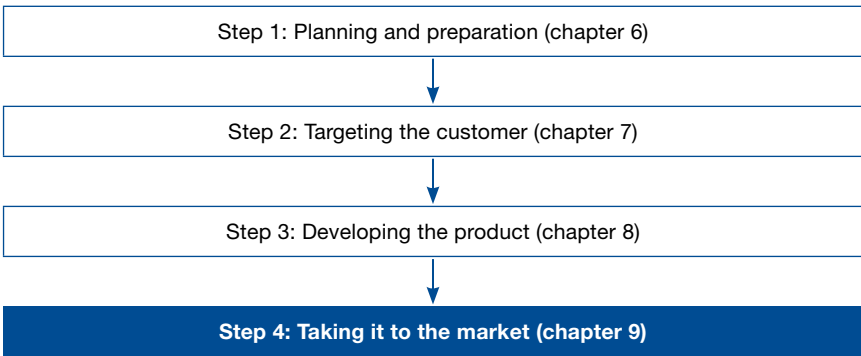 Step 1: Planning and preparation (chapter 6)
Step 2: Targeting the customer (chapter 7)
Step 3: Developing the product (chapter 8)
Step 4: Taking it to the market (chapter 9)